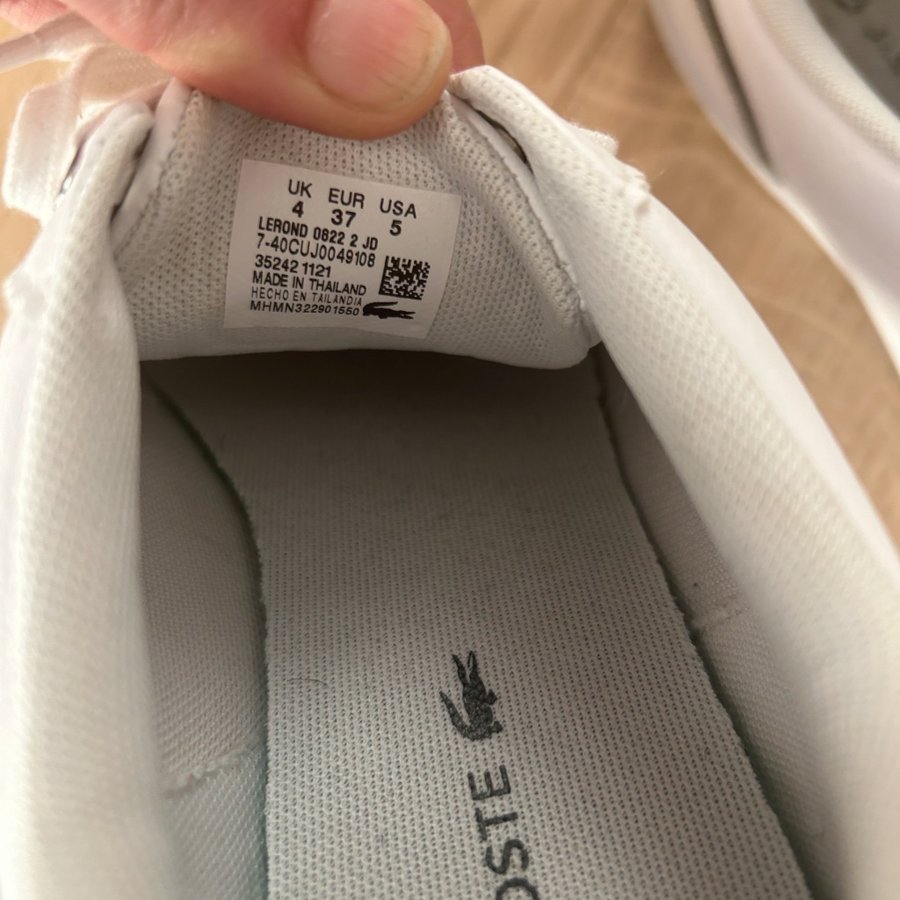 UK EUR USA
4 37 5
LEROND 0822 2 JD
7-40CUJ0049108
35242 1121
MADE IN THAILAND
HECHO EN TAILANDIA
MHMN322901550
OSTE